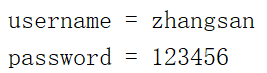 username = zhangsan
password = 123456